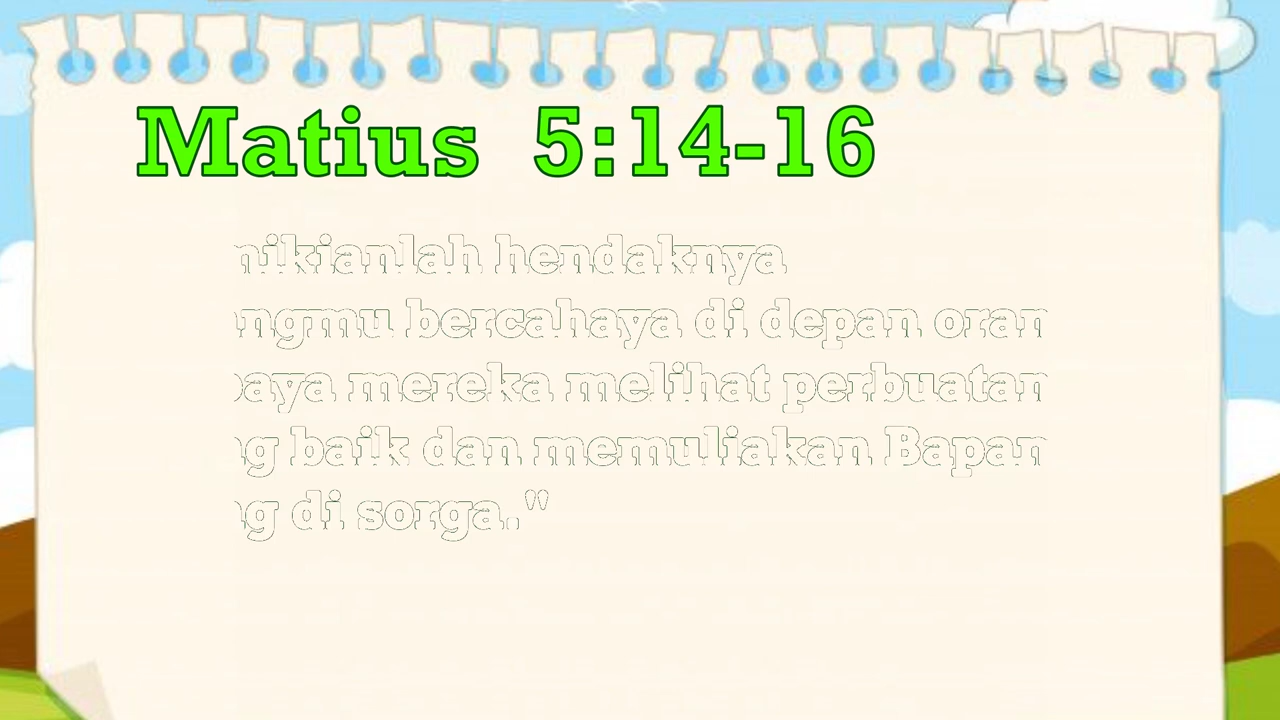 Matius 5:14-16
nikianlah hendaknya
ngmu bercahaya di depan oran
paya mereka melihat perbuatan
g baik dan memuliakan Bapan
g di sorga."